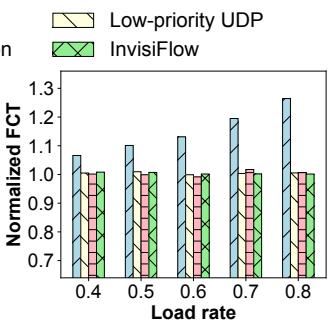 Low-priority UDP
on InvisiFlow
Normalized FCT
1.3
1.2
1.1
1.0
0.9
0.8
0.7
0.4 0.5 0.6 0.7 0.8
Load rate